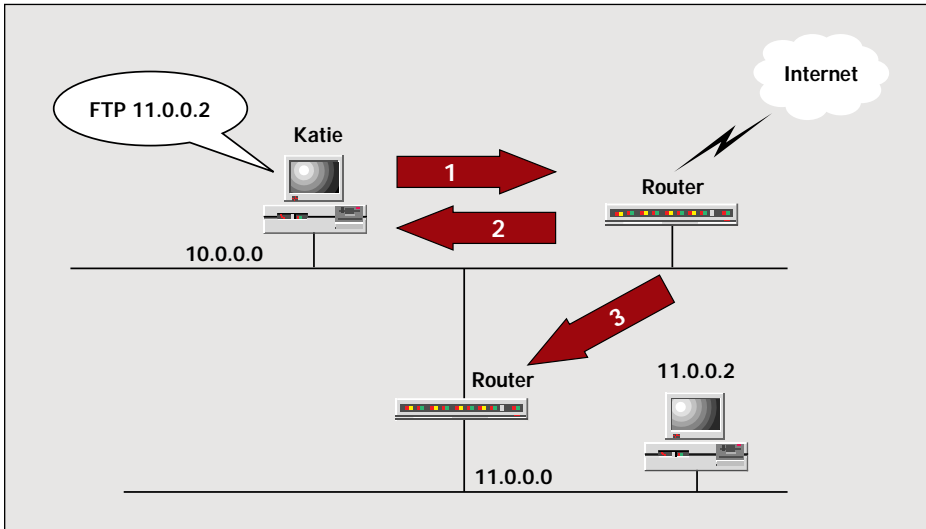 Internet
FTP 11.0.0.2
Katie
1
Router
2
10.0.0.0
3
Router
11.0.0.2
11.0.0.0